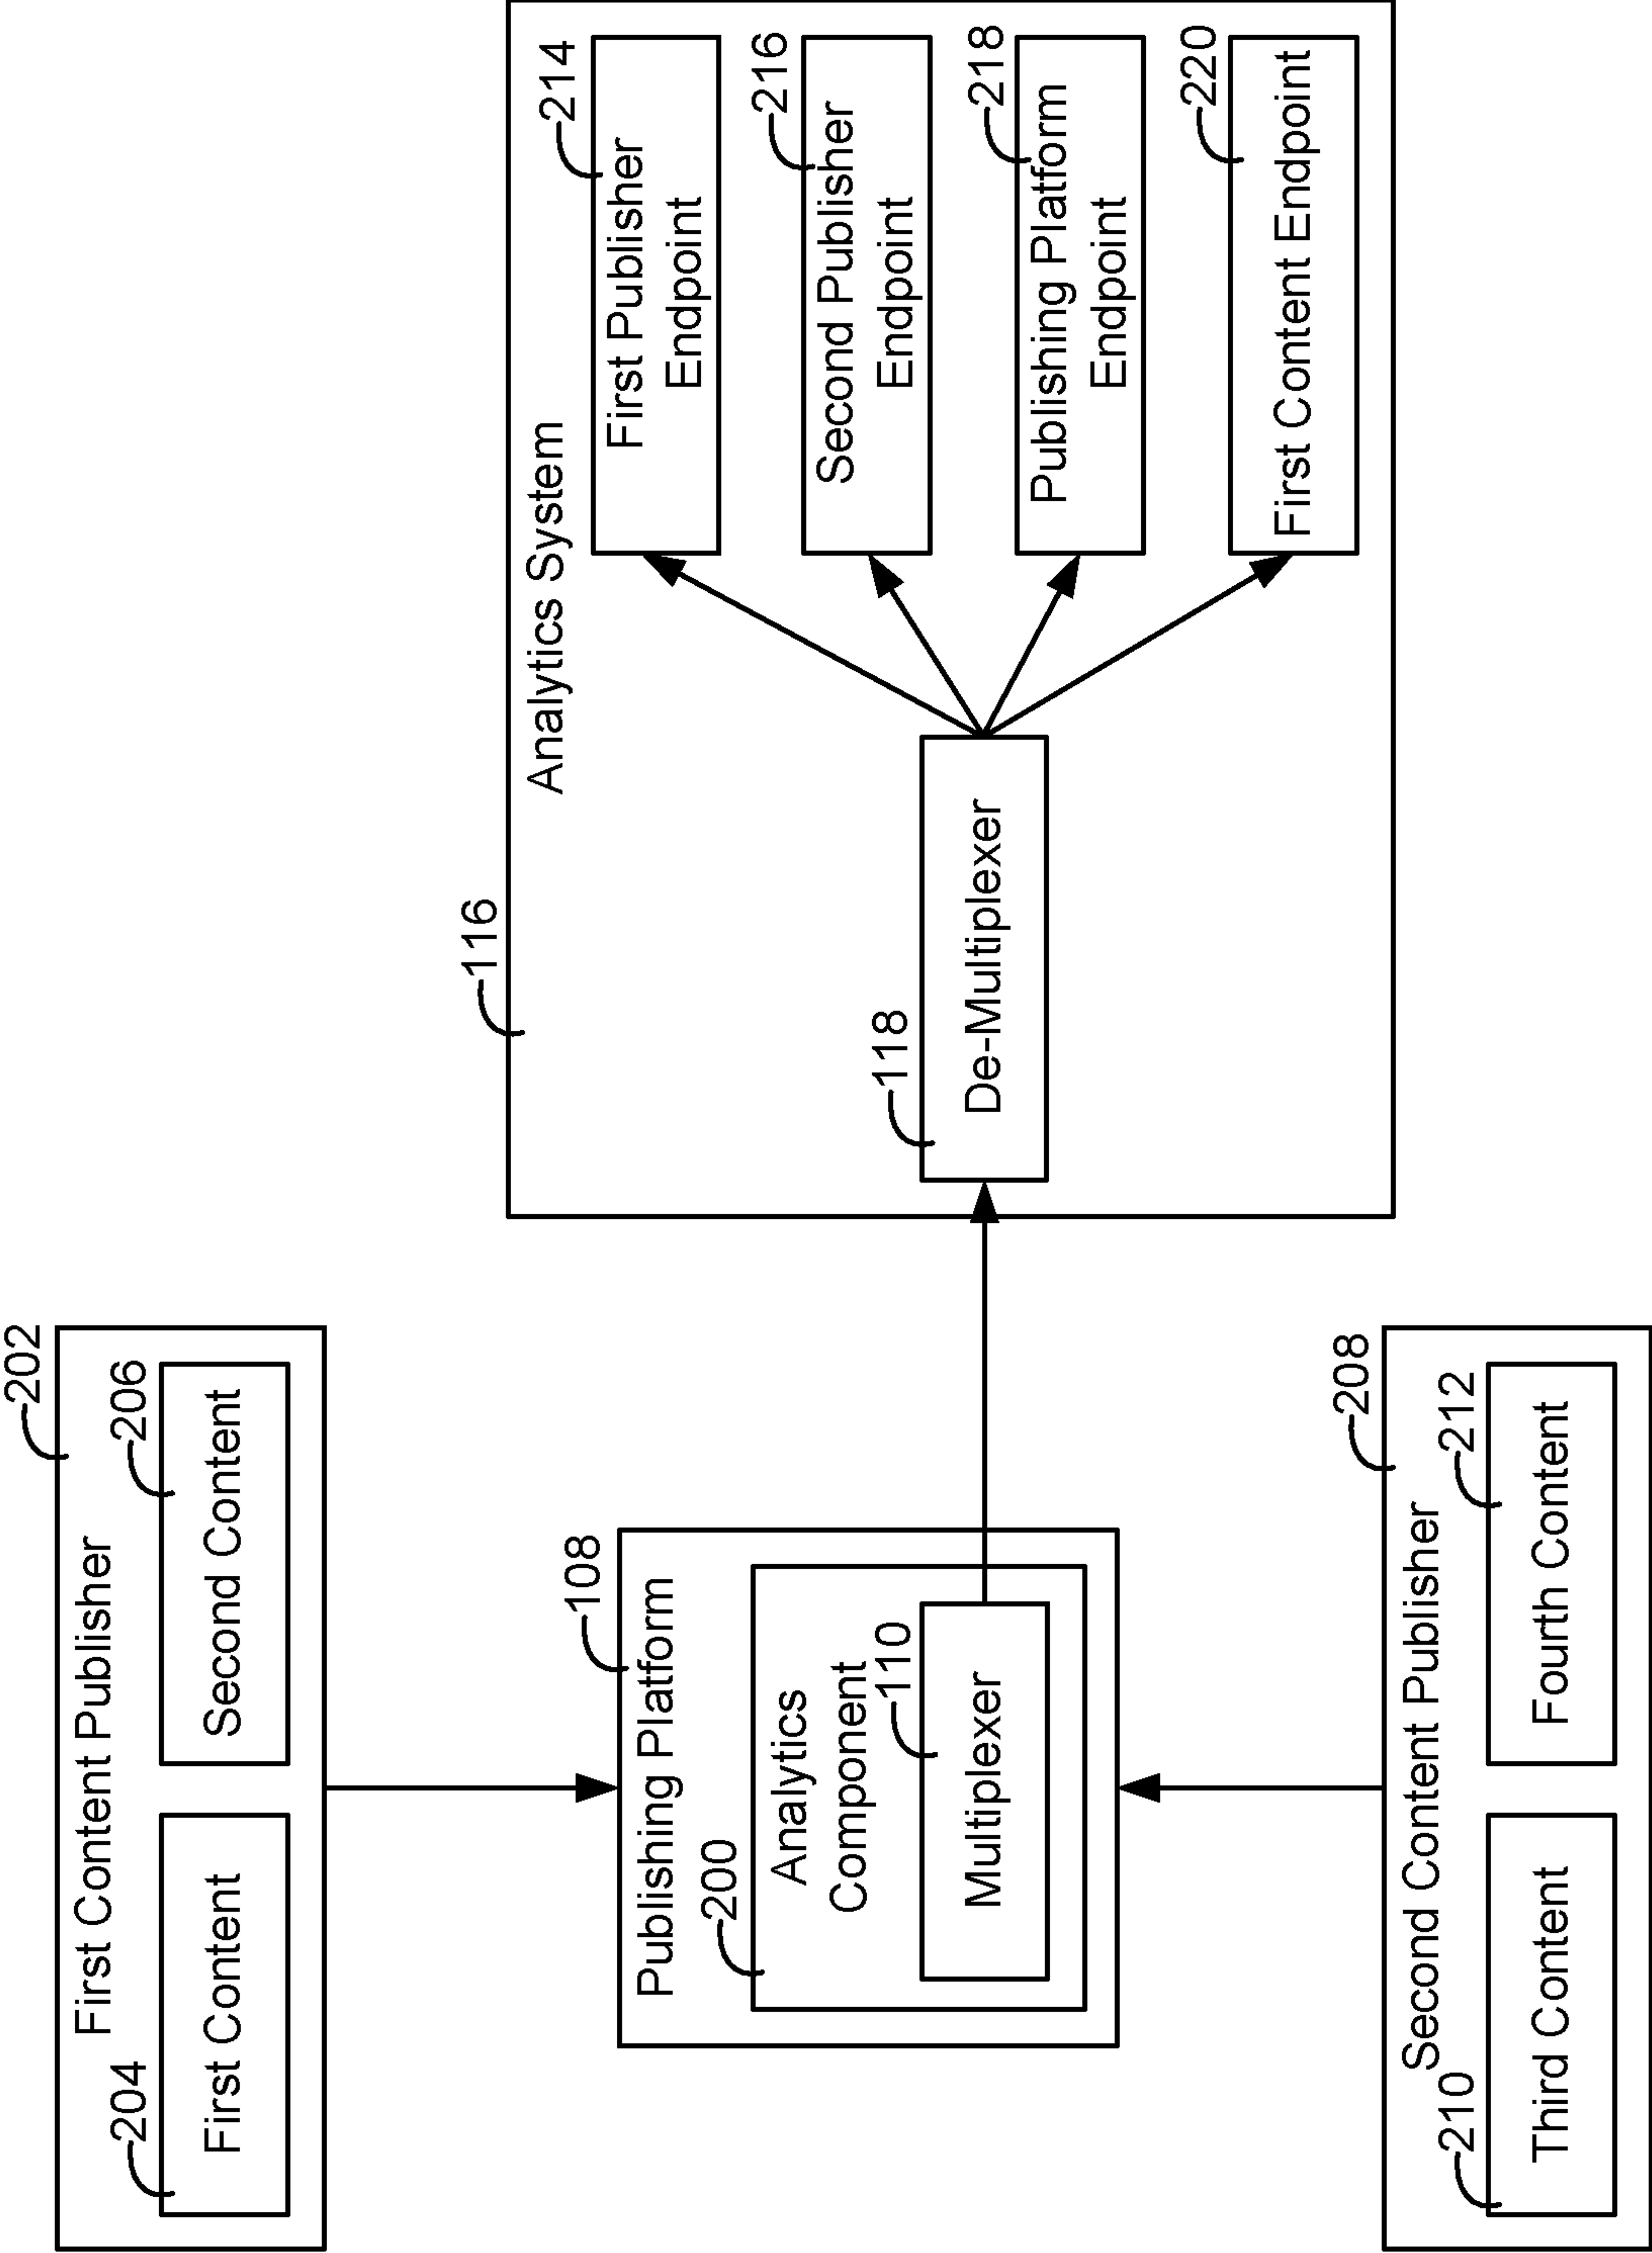 202
First Content Publisher
204
First Content
206
Second Content
108
Publishing Platform
200
Analytics
Component
110
Multiplexer
208
Second Content Publisher
210
Third Content
212
Fourth Content
116
Analytics System
118
De-Multiplexer
214
First Publisher
Endpoint
216
Second Publisher
Endpoint
218
Publishing Platform
Endpoint
220
First Content Endpoint